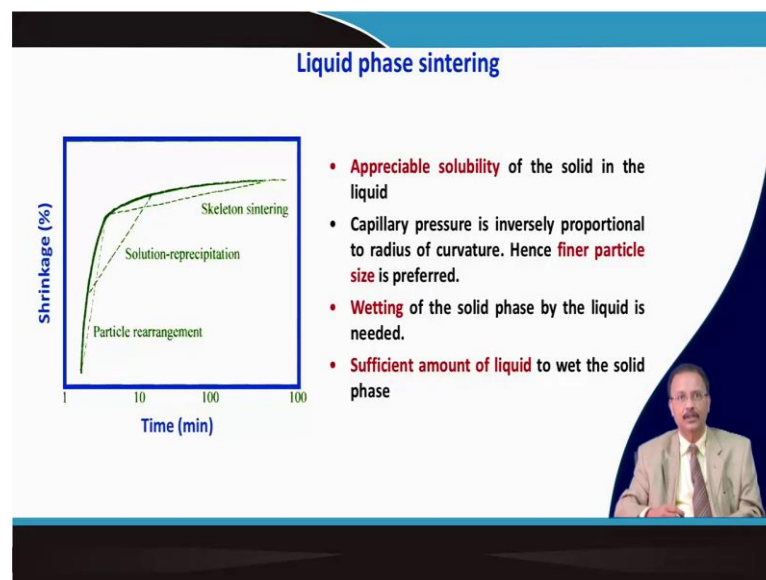 Liquid phase sintering
Shrinkage (%)
Skeleton sintering
Solution-reprecipitation
Particle rearrangement
1 10 100 100
Time (min)
• Appreciable solubility of the solid in the
liquid
• Capillary pressure is inversely proportional
to radius of curvature. Hence finer particle
size is preferred.
• Wetting of the solid phase by the liquid is
needed.
• Sufficient amount of liquid to wet the solid
phase